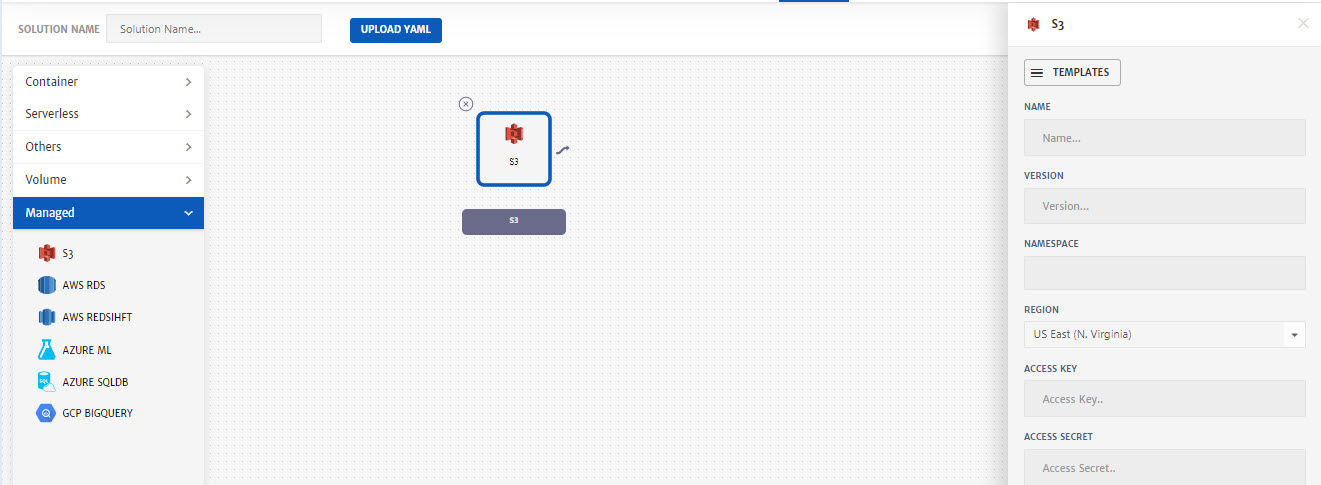 SOLUTION NAME
Solution Name...
UPLOAD YAML
Container
Serverless
Others
Volume
Managed
S3
AWS RDS
AWS REDSIHFT
AZURE ML
AZURE SQLDB
GCP BIGQUERY
S3
S3
S3
TEMPLATES
NAME
Name...
VERSION
Version...
NAMESPACE
REGION
US East (N. Virginia)
ACCESS KEY
Access Key..
ACCESS SECRET
Access Secret..